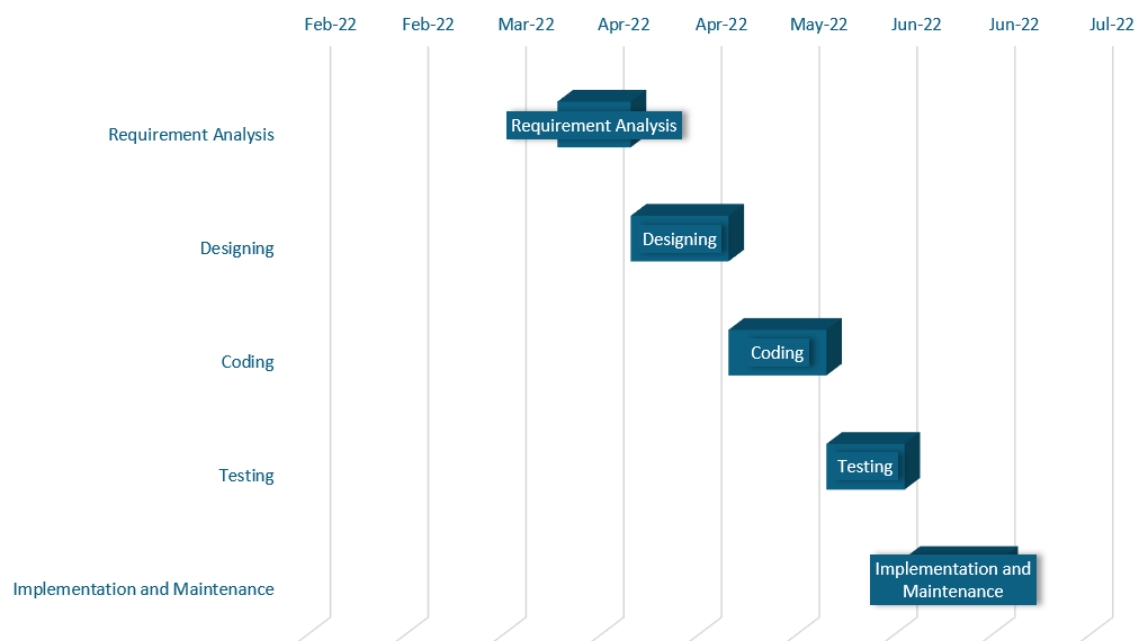 Feb-22 Feb-22 Mar-22 Apr-22 Apr-22 May-22 Jun-22 Jun-22 Jul-22
Requirement Analysis Requirement Analysis
Designing Designing
Coding Coding
Testing Testing
Implementation and Maintenance Implementation and
Maintenance